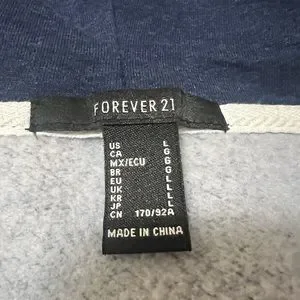 FOREVER 21
US L
CA G
MX/ECU G
BR G
EU L
UK L
KR L
JP L
CN 170/92A
MADE IN CHINA